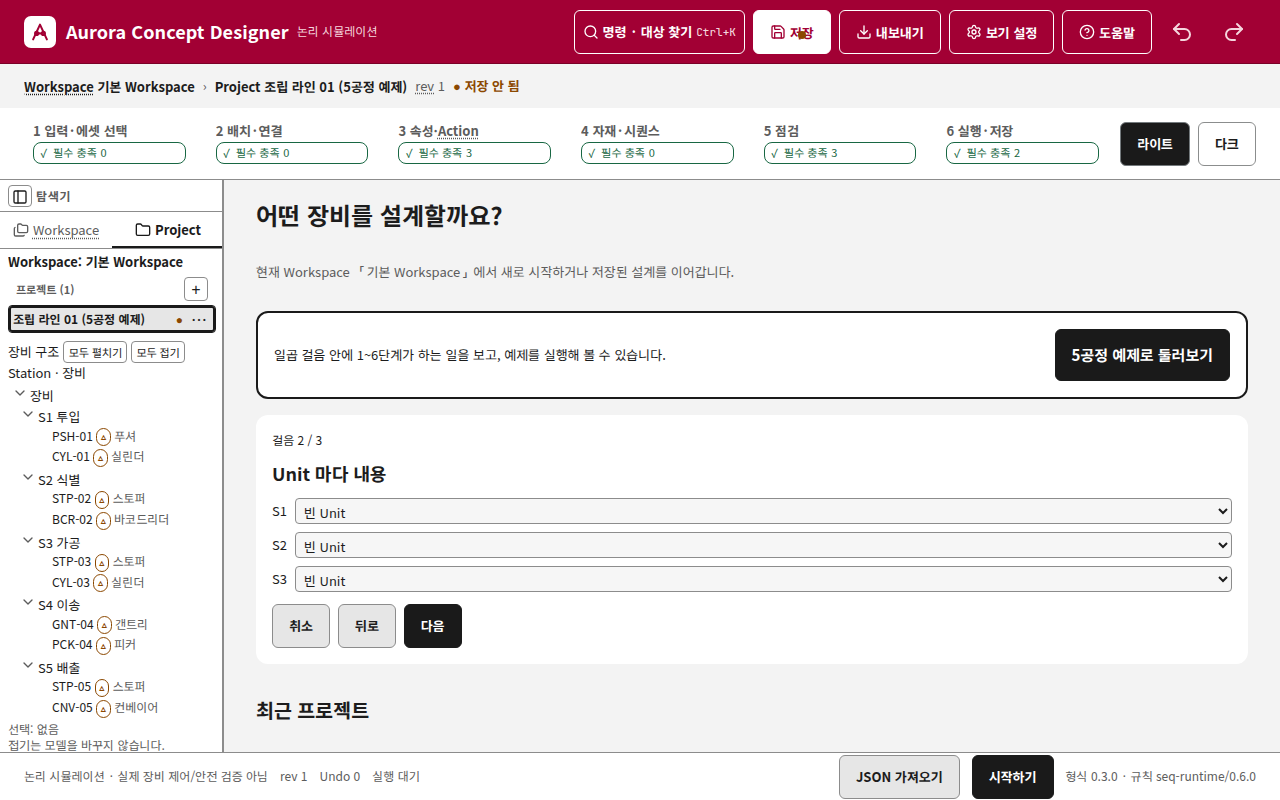 Aurora Concept Designer 논리 시뮬레이션
명령 · 대상 찾기 Ctrl+K
저장
내보내기
보기 설정
도움말
Workspace 기본 Workspace › Project 조립 라인 01 (5공정 예제) rev 1 ● 저장 안 됨
1 입력·에셋 선택
✓ 필수 충족 0
2 배치·연결
✓ 필수 충족 0
3 속성·Action
✓ 필수 충족 3
4 자재·시퀀스
✓ 필수 충족 0
5 점검
✓ 필수 충족 3
6 실행·저장
✓ 필수 충족 2
라이트
다크
탐색기
Workspace
Project
Workspace: 기본 Workspace
프로젝트 (1)
+
조립 라인 01 (5공정 예제) ● ···
장비 구조 모두 펼치기 모두 접기
Station · 장비
장비
S1 투입
PSH-01 푸셔
CYL-01 실린더
S2 식별
STP-02 스토퍼
BCR-02 바코드리더
S3 가공
STP-03 스토퍼
CYL-03 실린더
S4 이송
GNT-04 갠트리
PCK-04 피커
S5 배출
STP-05 스토퍼
CNV-05 컨베이어
선택: 없음
접기는 모델을 바꾸지 않습니다.
어떤 장비를 설계할까요?
현재 Workspace 「기본 Workspace」에서 새로 시작하거나 저장된 설계를 이어갑니다.
일곱 걸음 안에 1~6단계가 하는 일을 보고, 예제를 실행해 볼 수 있습니다.
5공정 예제로 둘러보기
걸음 2 / 3
Unit 마다 내용
S1 빈 Unit
S2 빈 Unit
S3 빈 Unit
취소
뒤로
다음
최근 프로젝트
논리 시뮬레이션 · 실제 장비 제어/안전 검증 아님 rev 1 Undo 0 실행 대기
JSON 가져오기
시작하기
형식 0.3.0 · 규칙 seq-runtime/0.6.0